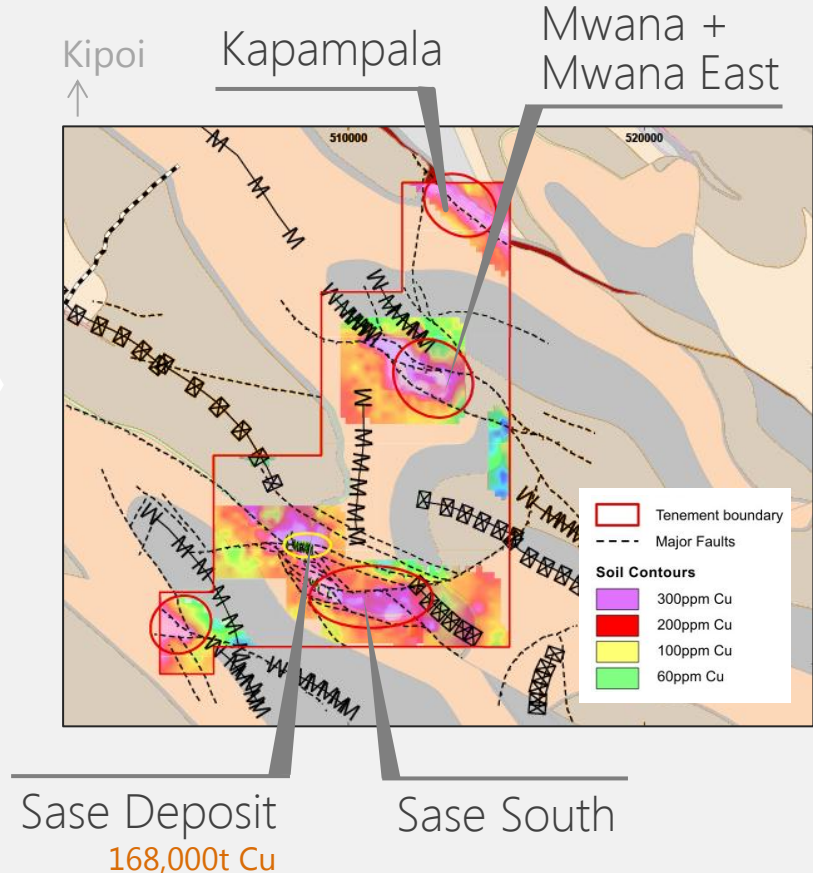 Kipoi
Kapampala
Mwana +
Mwana East
510000
520000
Tenement boundary
Major Faults
Soil Contours
300ppm Cu
200ppm Cu
100ppm Cu
60ppm Cu
Sase Deposit
168,000t Cu
Sase South